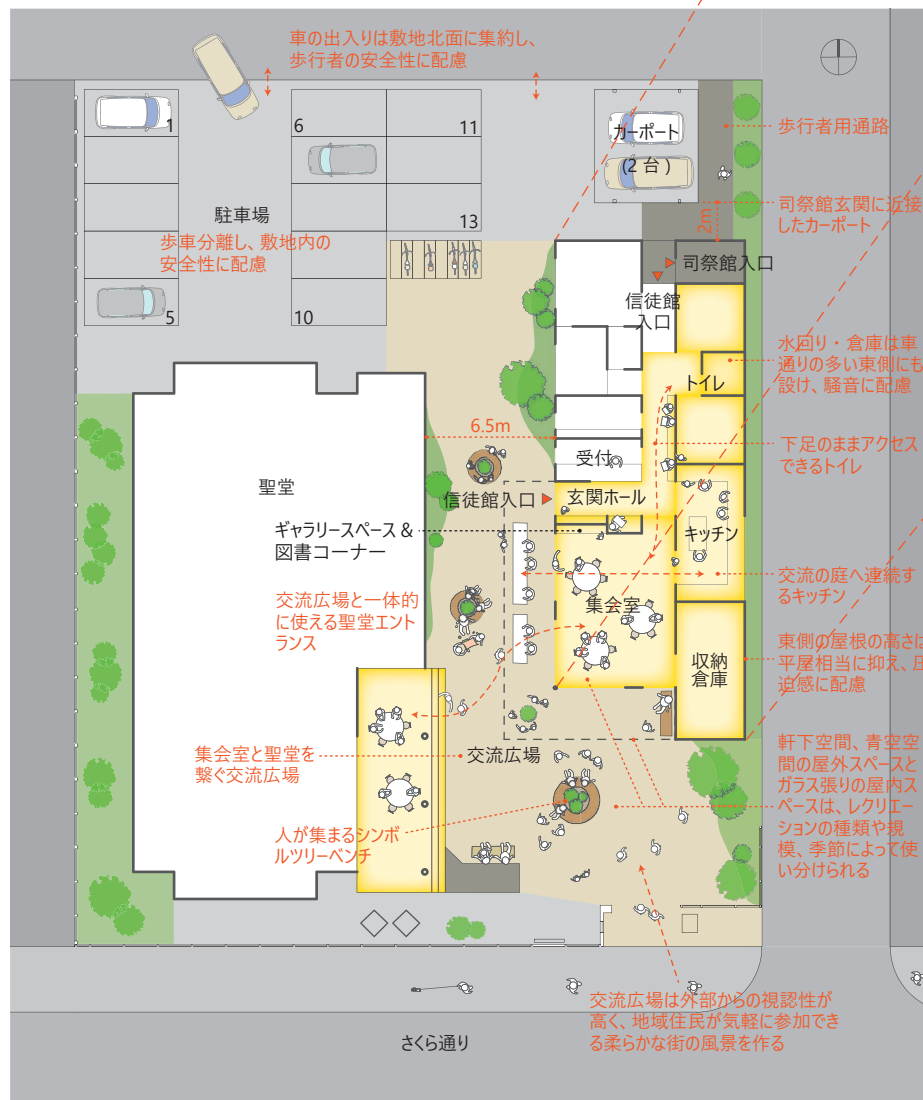 車の出入りは敷地北面に集約し、
歩行者の安全性に配慮
1
6
11
13
5
10
駐車場
歩車分離し、敷地内の
安全性に配慮
カーポート
(2 台 )
歩行者用通路
2m
司祭館玄関に近接
したカーポート
司祭館入口
信徒館
入口
水回り・倉庫は車
通りの多い東側にも
設け、騒音に配慮
トイレ
6.5m
下足のままアクセス
できるトイレ
受付
聖堂
信徒館入口
玄関ホール
ギャラリースペース &
図書コーナー
キッチン
交流の庭へ連続す
るキッチン
集会室
交流広場と一体的
に使える聖堂エント
ランス
収納
倉庫
東側の屋根の高さは
平屋相当に抑え、圧
迫感に配慮
集会室と聖堂を
繋ぐ交流広場
交流広場
軒下空間、青空空
間の屋外スペースと
ガラス張りの屋内ス
ペースは、レクリエー
ションの種類や規
模、季節によって使
い分けられる
人が集まるシンボ
ルツリーベンチ
交流広場は外部からの視認性が
高く、地域住民が気軽に参加でき
る柔らかな街の風景を作る
さくら通り